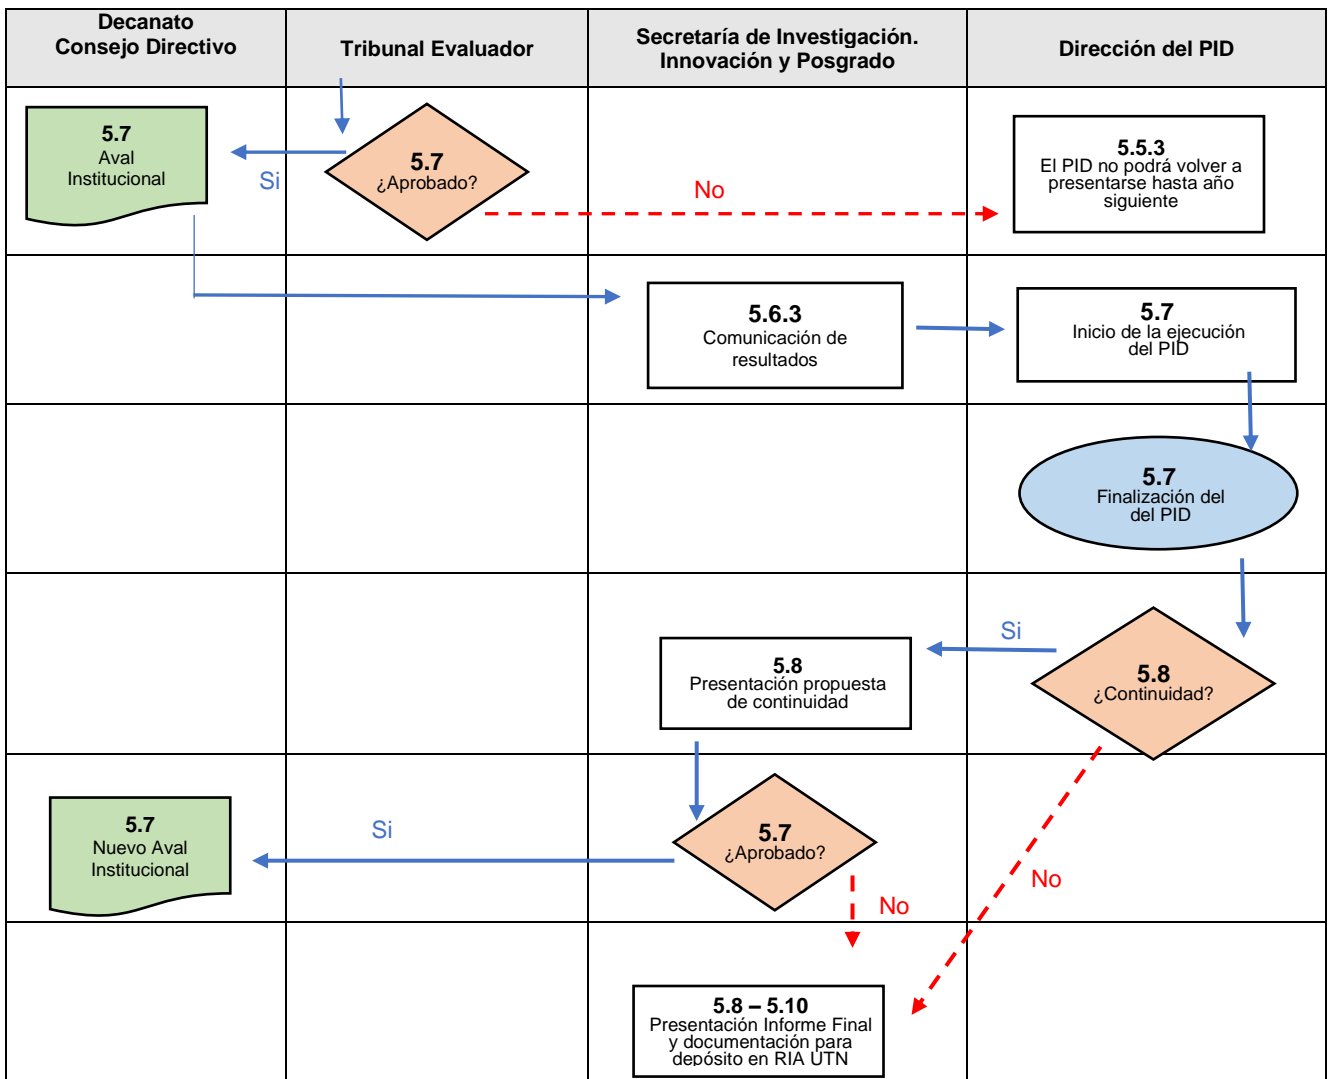 Decanato
Consejo Directivo
Tribunal Evaluador
Secretaría de Investigación.
Innovación y Posgrado
Dirección del PID
5.7
Aval
Institucional
Si
5.7
¿Aprobado?
No
5.5.3
El PID no podrá volver a
presentarse hasta año
siguiente
5.6.3
Comunicación de
resultados
5.7
Inicio de la ejecución
del PID
5.7
Finalización del
del PID
Si
5.8
Presentación propuesta
de continuidad
5.8
¿Continuidad?
5.7
Nuevo Aval
Institucional
Si
5.7
¿Aprobado?
No
No
5.8 – 5.10
Presentación Informe Final
y documentación para
depósito en RIA UTN